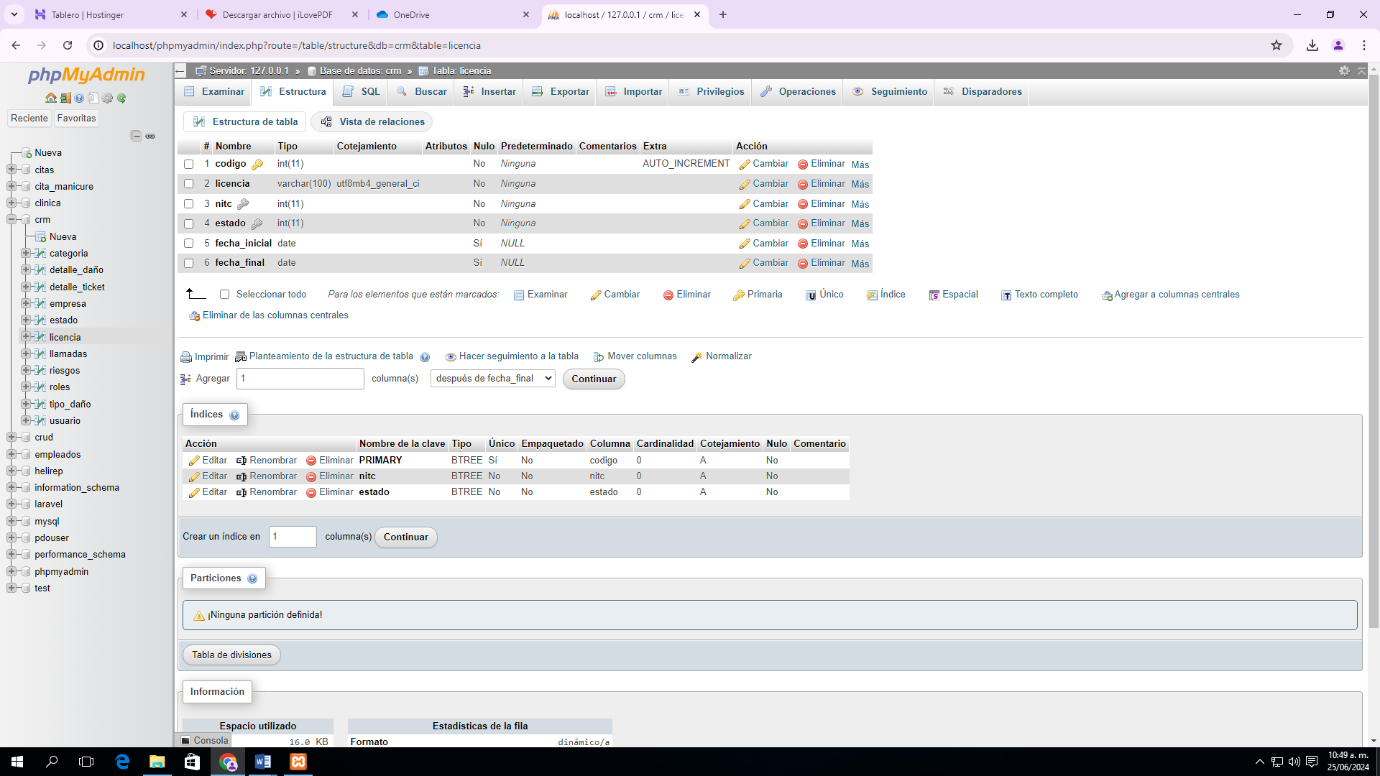 Tablero | Hostinger
Descargar archivo | iLovePDF
OneDrive
localhost / 127.0.0.1 / crm / lice
localhost/phpmyadmin/index.php?route=/table/structure&db=crm&table=licencia
phpMyAdmin
Reciente Favoritas
Nueva
citas
cita_manicure
clinica
crm
Nueva
categoria
detalle_daño
detalle_ticket
empresa
estado
licencia
llamadas
riesgos
roles
tipo_daño
usuario
crud
empleados
helirep
information_schema
laravel
mysql
pdouser
performance_schema
phpmyadmin
test
Servidor: 127.0.0.1 » Base de datos: crm » Tabla: licencia
Examinar Estructura SQL Buscar Insertar Exportar Importar Privilegios Operaciones Seguimiento Disparadores
Estructura de tabla Vista de relaciones
# Nombre Tipo Cotejamiento Atributos Nulo Predeterminado Comentarios Extra Acción
1 codigo int(11) No Ninguna AUTO_INCREMENT Cambiar Eliminar Más
2 licencia varchar(100) utf8mb4_general_ci No Ninguna Cambiar Eliminar Más
3 nitc int(11) No Ninguna Cambiar Eliminar Más
4 estado int(11) No Ninguna Cambiar Eliminar Más
5 fecha_inicial date Sí NULL Cambiar Eliminar Más
6 fecha_final date Sí NULL Cambiar Eliminar Más
Seleccionar todo Para los elementos que están marcados: Examinar Cambiar Eliminar Primaria Único Índice Espacial Texto completo Agregar a columnas centrales
Eliminar de las columnas centrales
Imprimir Planteamiento de la estructura de tabla Hacer seguimiento a la tabla Mover columnas Normalizar
Agregar 1 columna(s) después de fecha_final Continuar
Índices
Acción Nombre de la clave Tipo Único Empaquetado Columna Cardinalidad Cotejamiento Nulo Comentario
Editar Renombrar Eliminar PRIMARY BTREE Sí No codigo 0 A No
Editar Renombrar Eliminar nitc BTREE No No nitc 0 A No
Editar Renombrar Eliminar estado BTREE No No estado 0 A No
Crear un índice en 1 columna(s) Continuar
Particiones
¡Ninguna partición definida!
Tabla de divisiones
Información
Espacio utilizado Estadísticas de la fila
Consola 16.0 KB Formato dinámico/a
10:49 a. m.
25/06/2024